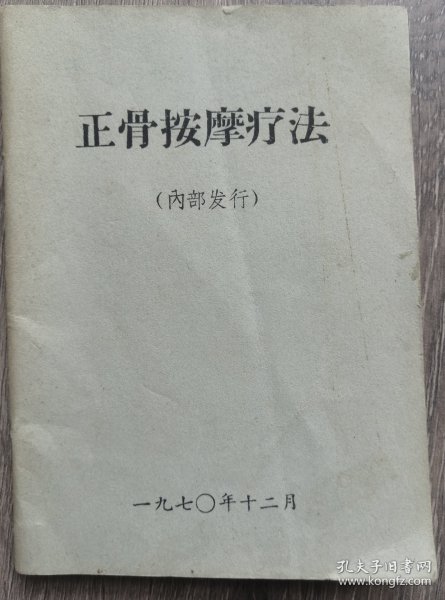 正骨按摩疗法
(內部发行)
一九七〇年十二月
孔夫子旧书网
www.kongfz.com